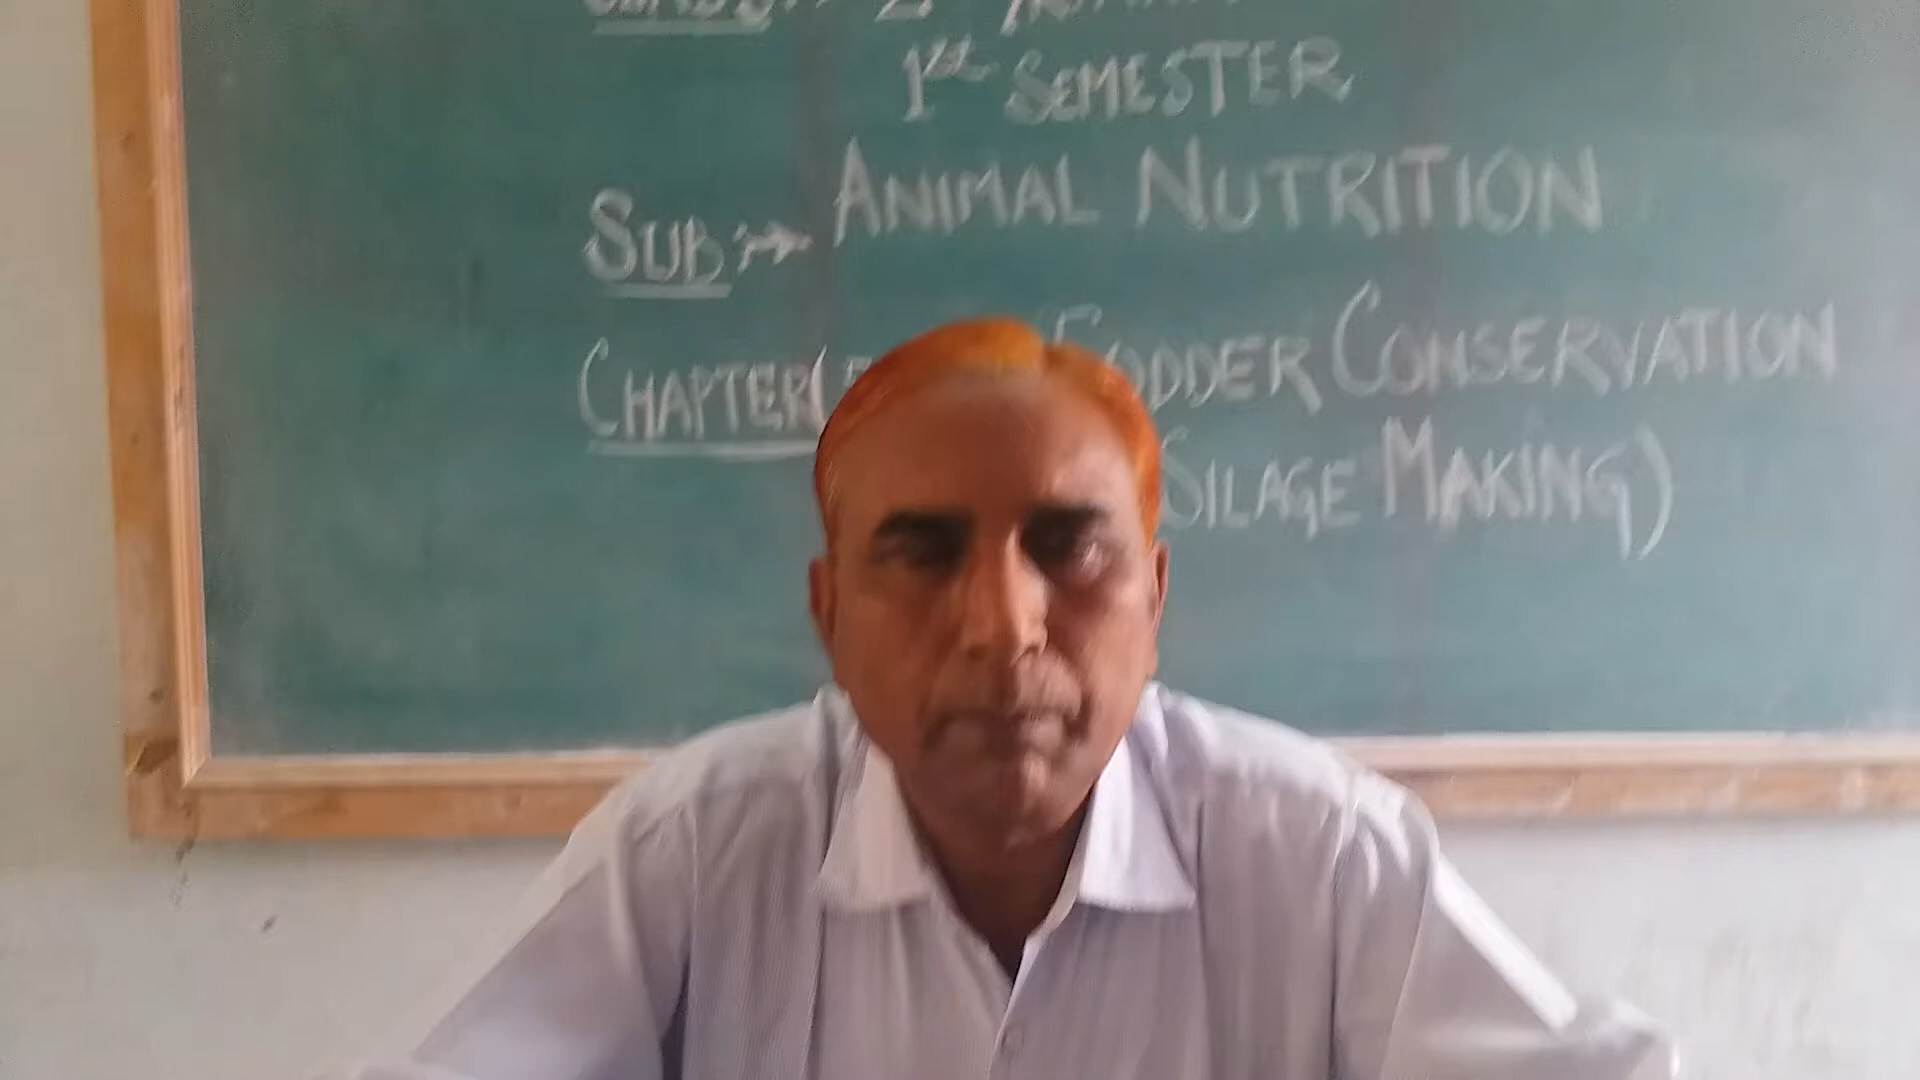 1st SEMESTER
SUB:→ ANIMAL NUTRITION
CHAPTER( FODDER CONSERVATION
SILAGE MAKING)